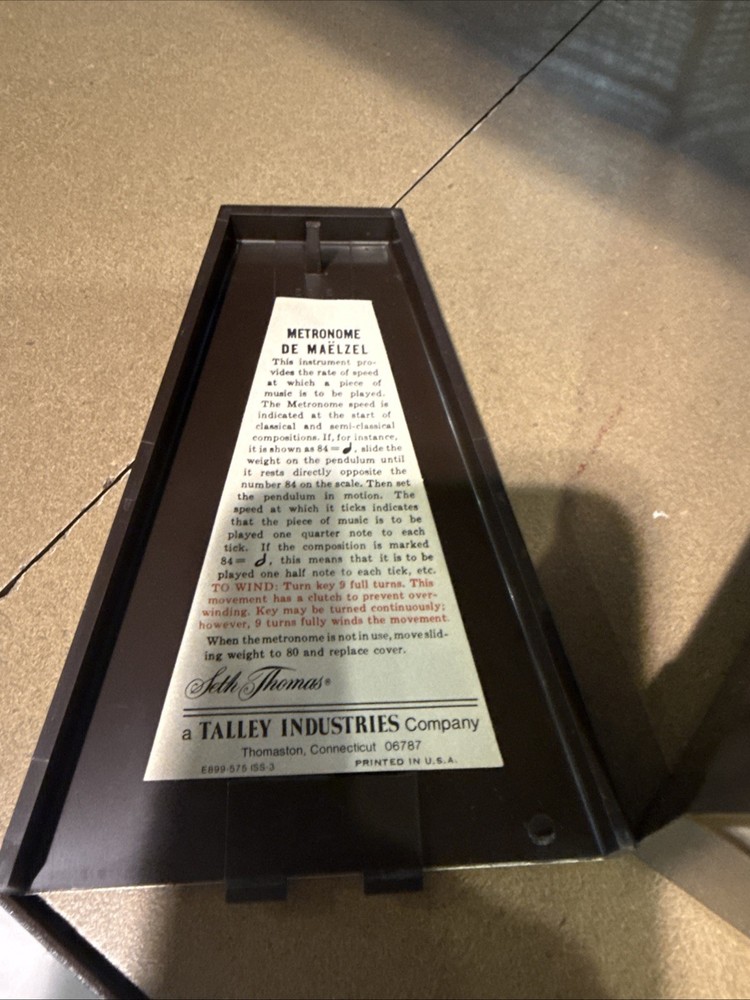 METRONOME
DE MAËLZEL
This instrument pro-
vides the rate of speed
at which a piece of
music is to be played.
The Metronome speed is
indicated at the start of
classical and semi-classical
compositions. If, for instance,
it is shown as 84 = ♩, slide the
weight on the pendulum until
it rests directly opposite the
number 84 on the scale. Then set
the pendulum in motion. The
speed at which it ticks indicates
that the piece of music is to be
played one quarter note to each
tick. If the composition is marked
84 = 𝅗𝅥, this means that it is to be
played one half note to each tick, etc.
TO WIND: Turn key 9 full turns. This
movement has a clutch to prevent over-
winding. Key may be turned continuously;
however, 9 turns fully winds the movement.
When the metronome is not in use, move slid-
ing weight to 80 and replace cover.
Seth Thomas®
a TALLEY INDUSTRIES Company
Thomaston, Connecticut 06787
E899-575 ISS-3 PRINTED IN U.S.A.